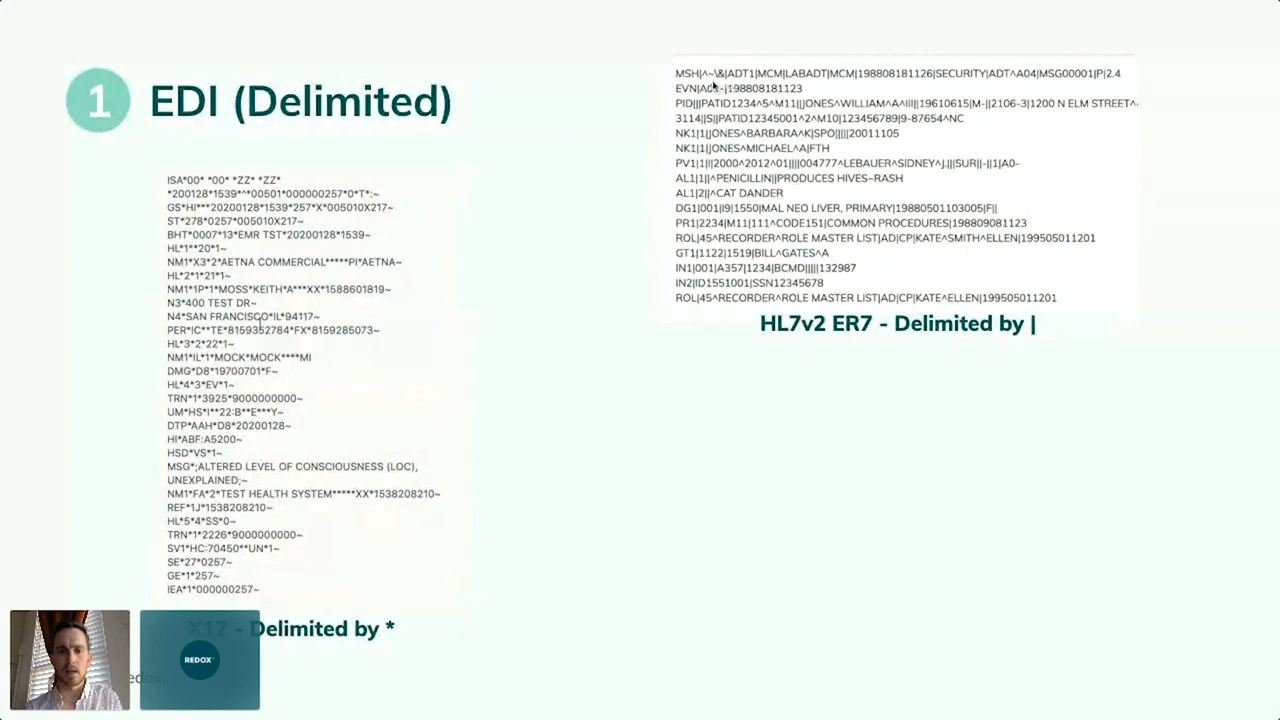 1 EDI (Delimited)
ISA*00* *00* *ZZ* *ZZ*
*200128*1539*^*00501*000000257*0*T*:~
GS*HI***20200128*1539*257*X*005010X217~
ST*278*0257*005010X217~
BHT*0007*13*EMR TST*20200128*1539~
HL*1**20*1~
NM1*X3*2*AETNA COMMERCIAL*****PI*AETNA~
HL*2*1*21*1~
NM1*1P*1*MOSS*KEITH*A***XX*1588601819~
N3*400 TEST DR~
N4*SAN FRANCISCO*IL*94117~
PER*IC**TE*8159352784*FX*8159285073~
HL*3*2*22*1~
NM1*IL*1*MOCK*MOCK****MI
DMG*D8*19700701*F~
HL*4*3*EV*1~
TRN*1*3925*9000000000~
UM*HS*I**22:B**E***Y~
DTP*AAH*D8*20200128~
HI*ABF:A5200~
HSD*VS*1~
MSG*;ALTERED LEVEL OF CONSCIOUSNESS (LOC),
UNEXPLAINED;~
NM1*FA*2*TEST HEALTH SYSTEM*****XX*1538208210~
REF*1J*1538208210~
HL*5*4*SS*0~
TRN*1*2226*9000000000~
SV1*HC:70450**UN*1~
SE*27*0257~
GE*1*257~
IEA*1*000000257~
X12 - Delimited by *
MSH|^~\&|ADT1|MCM|LABADT|MCM|198808181126|SECURITY|ADT^A04|MSG00001|P|2.4
198808181123
PID|||PATID1234^5^M11||JONES^WILLIAM^A^III||19610615|M-||2106-3|1200 N ELM STREET^
3114||S||PATID12345001^2^M10|123456789|9-87654^NC
NK1|1|JONES^BARBARA^K|SPO|||||20011105
NK1|1|JONES^MICHAEL^A|FTH
PV1|1|I|2000^2012^01||||004777^LEBAUER^SIDNEY^J.|||SUR||-||1|A0-
AL1|1||^PENICILLIN||PRODUCES HIVES~RASH
AL1|2||^CAT DANDER
DG1|001|I9|1550|MAL NEO LIVER, PRIMARY|19880501103005|F||
PR1|2234|M11|111^CODE151|COMMON PROCEDURES|198809081123
ROL|45^RECORDER^ROLE MASTER LIST|AD|CP|KATE^SMITH^ELLEN|199505011201
GT1|1122|1519|BILL^GATES^A
IN1|001|A357|1234|BCMD|||||132987
IN2|ID1551001|SSN12345678
ROL|45^RECORDER^ROLE MASTER LIST|AD|CP|KATE^ELLEN|199505011201
HL7v2 ER7 - Delimited by |
REDOX